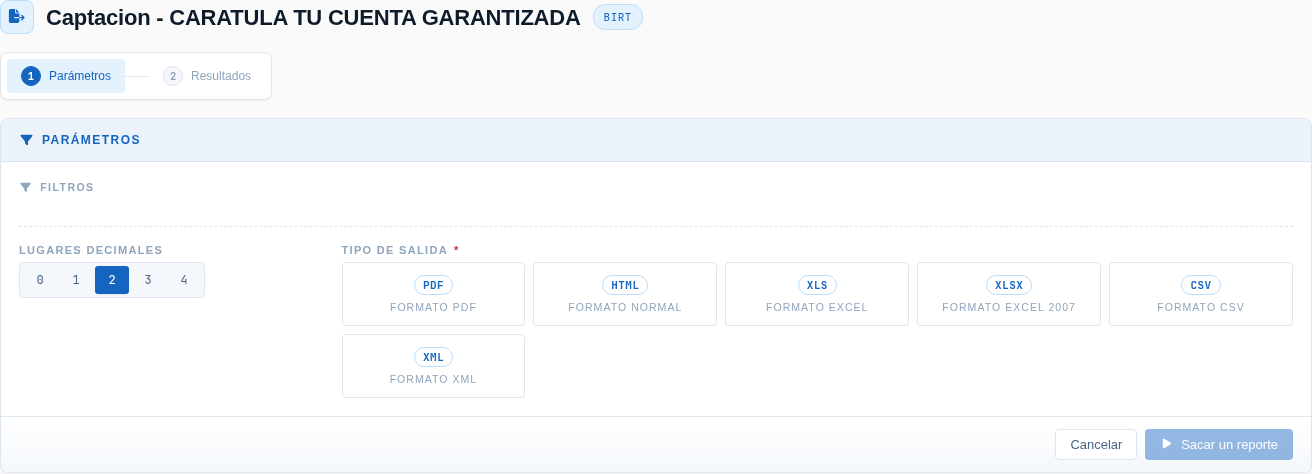 Captacion - CARATULA TU CUENTA GARANTIZADA BIRT
1 Parámetros 2 Resultados
PARÁMETROS
FILTROS
LUGARES DECIMALES TIPO DE SALIDA *
0 1 2 3 4
PDF HTML XLS XLSX CSV
FORMATO PDF FORMATO NORMAL FORMATO EXCEL FORMATO EXCEL 2007 FORMATO CSV
XML
FORMATO XML
Cancelar Sacar un reporte